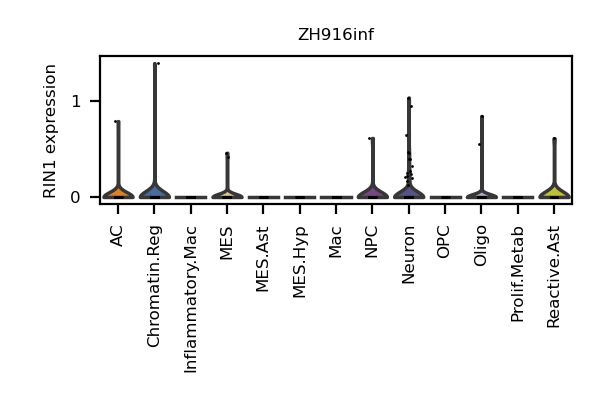 ZH916inf
RIN1 expression
1
0
AC
Chromatin.Reg
Inflammatory.Mac
MES
MES.Ast
MES.Hyp
Mac
NPC
Neuron
OPC
Oligo
Prolif.Metab
Reactive.Ast